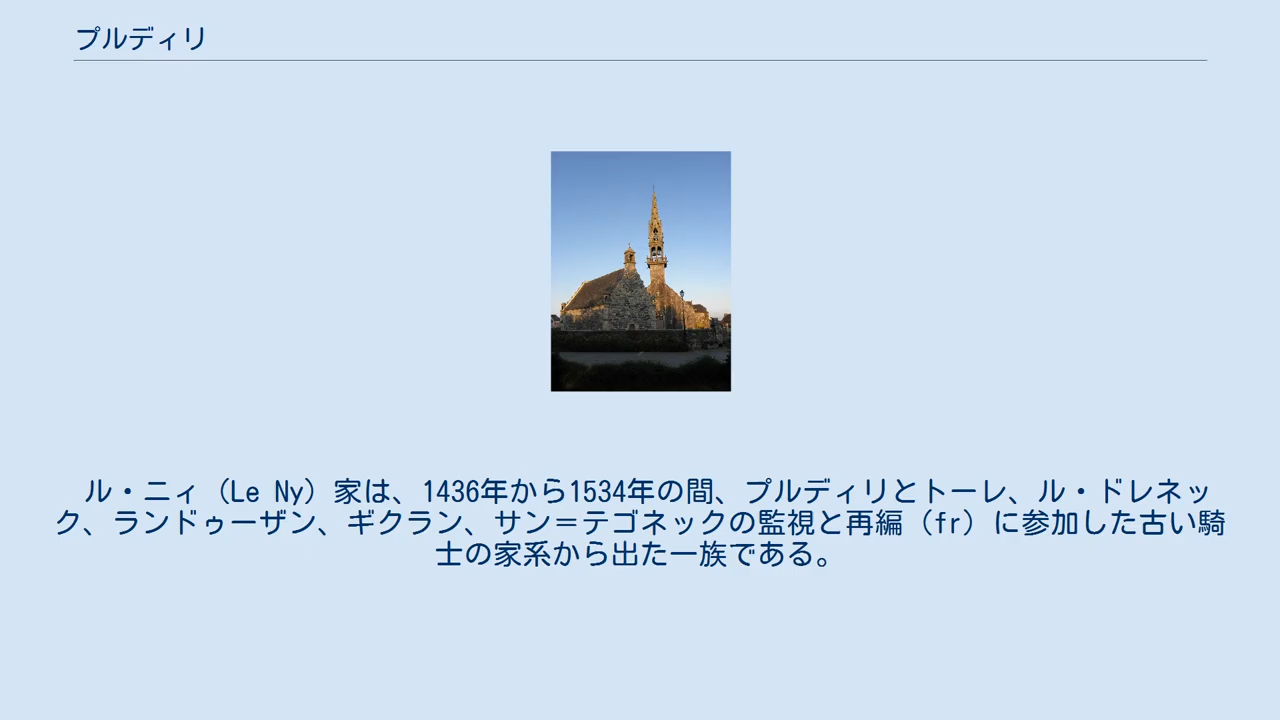 プルディリ
ル・ニィ（Le Ny）家は、1436年から1534年の間、プルディリとトーレ、ル・ドレネッ
ク、ランドゥーザン、ギクラン、サン＝テゴネックの監視と再編（fr）に参加した古い騎
士の家系から出た一族である。